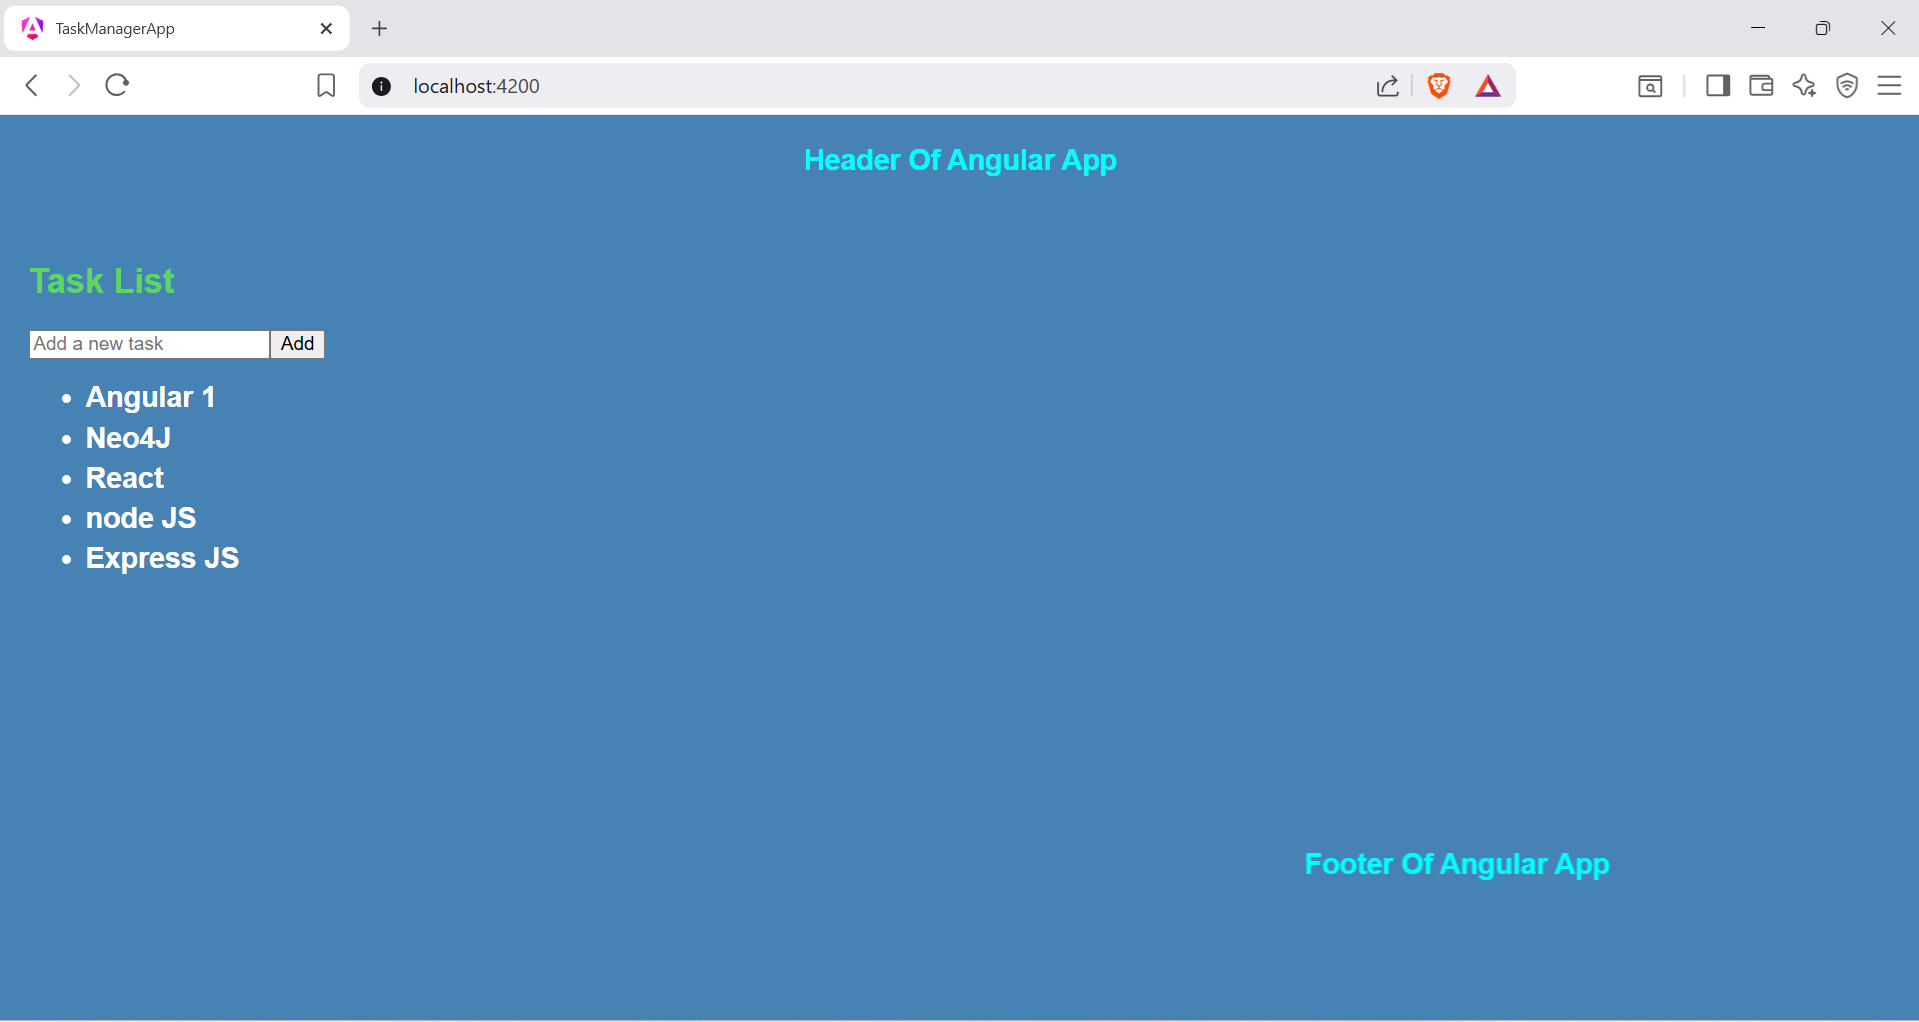 TaskManagerApp
localhost:4200
Header Of Angular App
Task List
Add a new task Add
Angular 1
Neo4J
React
node JS
Express JS
Footer Of Angular App